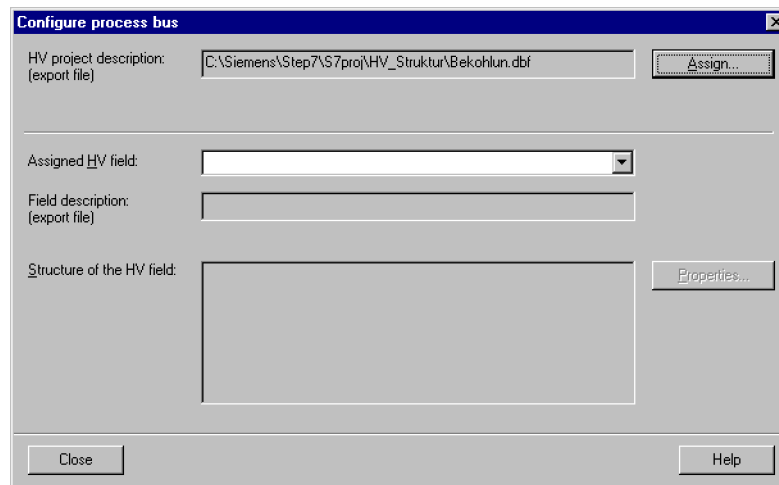 Configure process bus
HV project description:
(export file)
C:\Siemens\Step7\S7proj\HV_Struktur\Bekohlun.dbf
Assign...
Assigned HV field:
Field description:
(export file)
Structure of the HV field:
Properties...
Close
Help